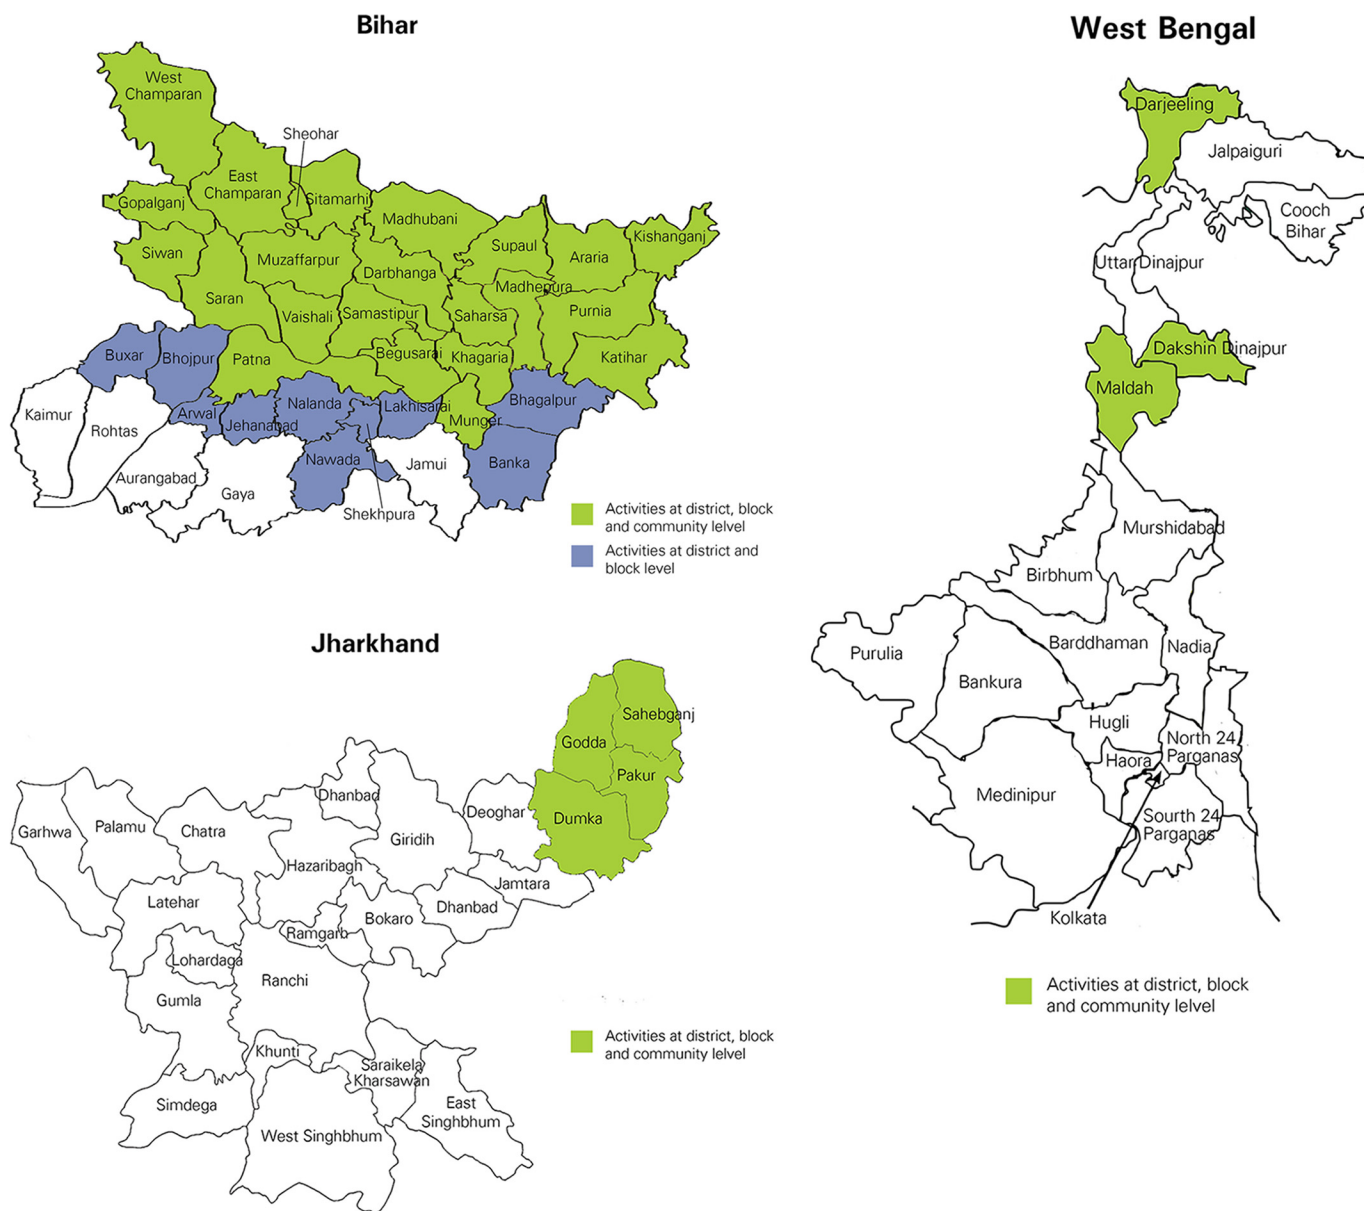 Bihar
West
Champaran
Sheohar
East
Champaran
Sitamarhi
Gopalganj
Madhubani
Kishanganj
Siwan
Muzaffarpur
Darbhanga
Supaul
Araria
Saran
Vaishali
Samastipur
Madhepura
Saharsa
Purnia
Buxar
Bhojpur
Patna
Begusarai
Khagaria
Katihar
Kaimur
Rohtas
Arwal
Jehanabad
Nalanda
Lakhisarai
Munger
Bhagalpur
Aurangabad
Gaya
Nawada
Jamui
Banka
Shekhpura
Activities at district, block
and community lelvel
Activities at district and
block level
West Bengal
Darjeeling
Jalpaiguri
Cooch
Bihar
Uttar Dinajpur
Dakshin Dinajpur
Maldah
Murshidabad
Birbhum
Purulia
Bankura
Barddhaman
Nadia
Hugli
North 24
Parganas
Haora
Medinipur
Sourth 24
Parganas
Kolkata
Activities at district, block
and community lelvel
Jharkhand
Sahebganj
Godda
Pakur
Dumka
Dhanbad
Deoghar
Garhwa
Palamu
Chatra
Giridih
Hazaribagh
Jamtara
Latehar
Bokaro
Dhanbad
Ramgarb
Lohardaga
Ranchi
Gumla
Khunti
Saraikela
Kharsawan
Simdega
East
Singhbhum
West Singhbhum
Activities at district, block
and community lelvel